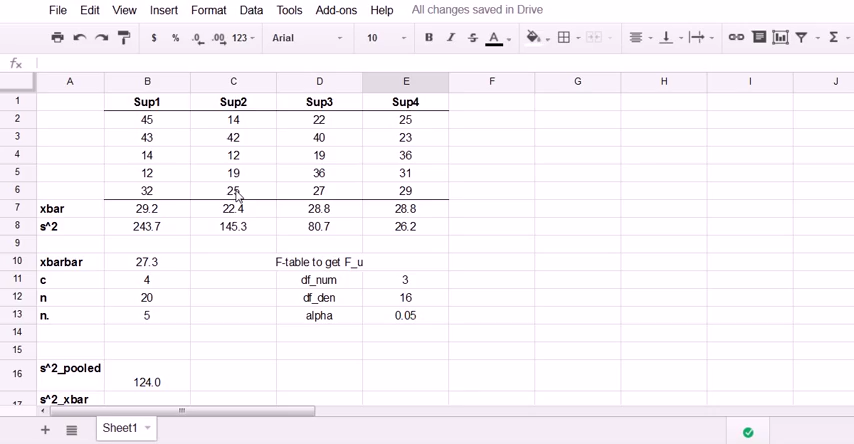 File Edit View Insert Format Data Tools Add-ons Help All changes saved in Drive
$ % .0 .00 123 Arial 10 B I S A Σ
fx
A B C D E F G H I J
1 Sup1 Sup2 Sup3 Sup4
2 45 14 22 25
3 43 42 40 23
4 14 12 19 36
5 12 19 36 31
6 32 25 27 29
7 xbar 29.2 22.4 28.8 28.8
8 s^2 243.7 145.3 80.7 26.2
9
10 xbarbar 27.3 F-table to get F_u
11 c 4 df_num 3
12 n 20 df_den 16
13 n. 5 alpha 0.05
14
15
16 s^2_pooled 124.0
17 s^2_xbar
Sheet1